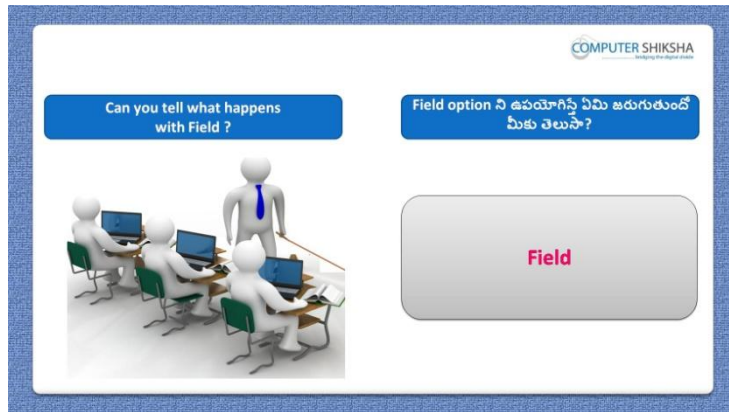 COMPUTER SHIKSHA
bridging the digital divide
Can you tell what happens
with Field ?
Field option ని ఉపయోగిస్తే ఏమి జరుగుతుందో
మీకు తెలుసా?
Field